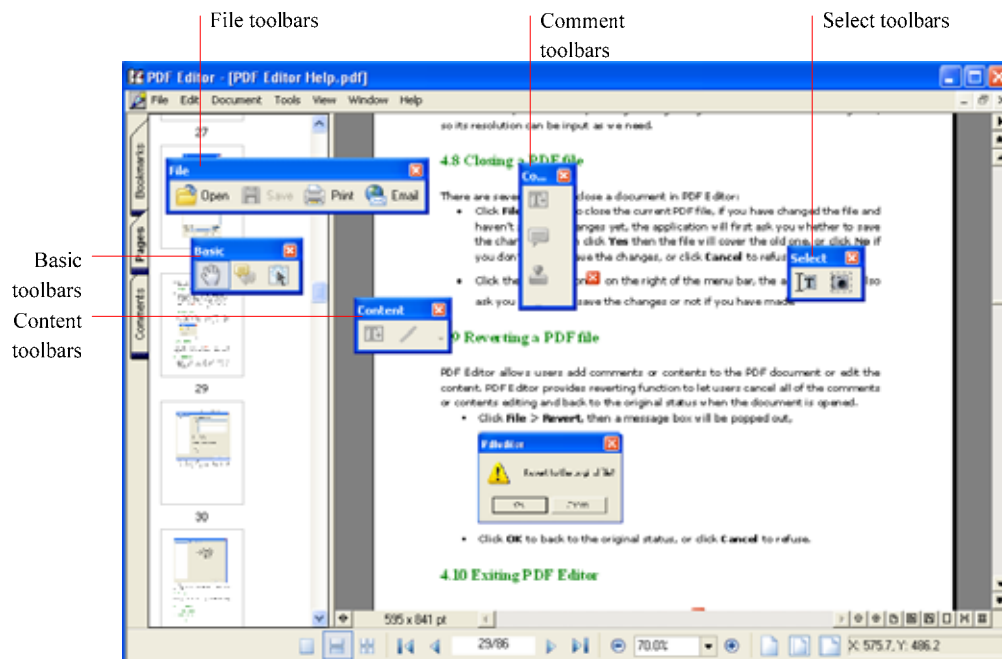 File toolbars
Comment
toolbars
Select toolbars
PDF Editor - [PDF Editor Help.pdf]
File Edit Document Tools View Window Help
27
so its resolution can be input as we need.
Bookmarks
Pages
Comments
4.8 Closing a PDF file
File
Open Save Print Email
Co...
There are close a document in PDF Editor:
Click File to close the current PDF file, if you have changed the file and
haven't anges yet, the application will first ask you whether to save
the chan click Yes then the file will cover the old one, or click No if
you don' ve the changes, or click Cancel to refus
Basic
Select
Basic
toolbars
Click the on on the right of the menu bar, the a lso
ask you save the changes or not if you have made
Content
toolbars
Content
Reverting a PDF file
29
PDF Editor allows users add comments or contents to the PDF document or edit the
content. PDF Editor provides reverting function to let users cancel all of the comments
or contents editing and back to the original status when the document is opened.
Click File > Revert, then a message box will be popped out,
30
Click OK to back to the original status, or click Cancel to refuse.
4.10 Exiting PDF Editor
595 x 841 pt
29/86 70.0% X: 575.7, Y: 486.2